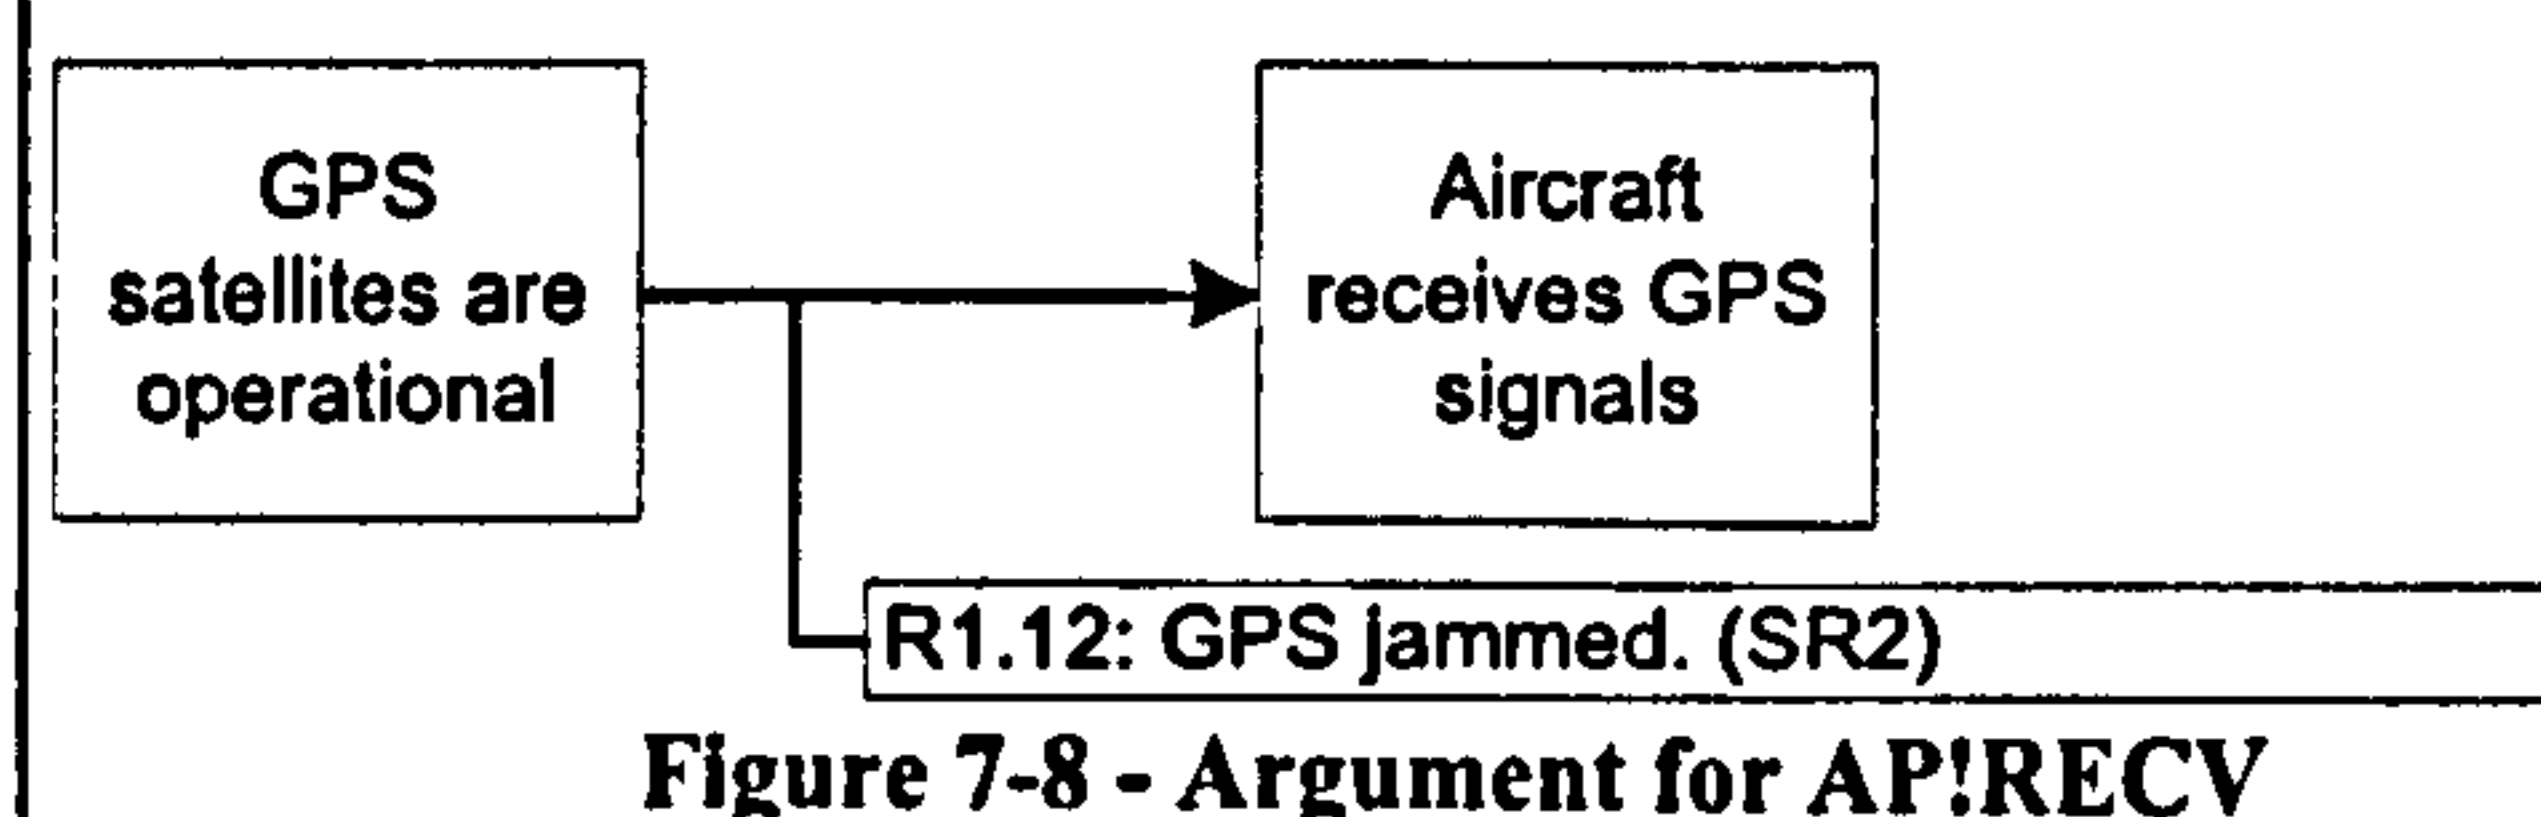 GPS
satellites are
operational
Aircraft
receives GPS
signals
R1.12: GPS jammed. (SR2)
Figure 7-8 - Argument for AP!RECV